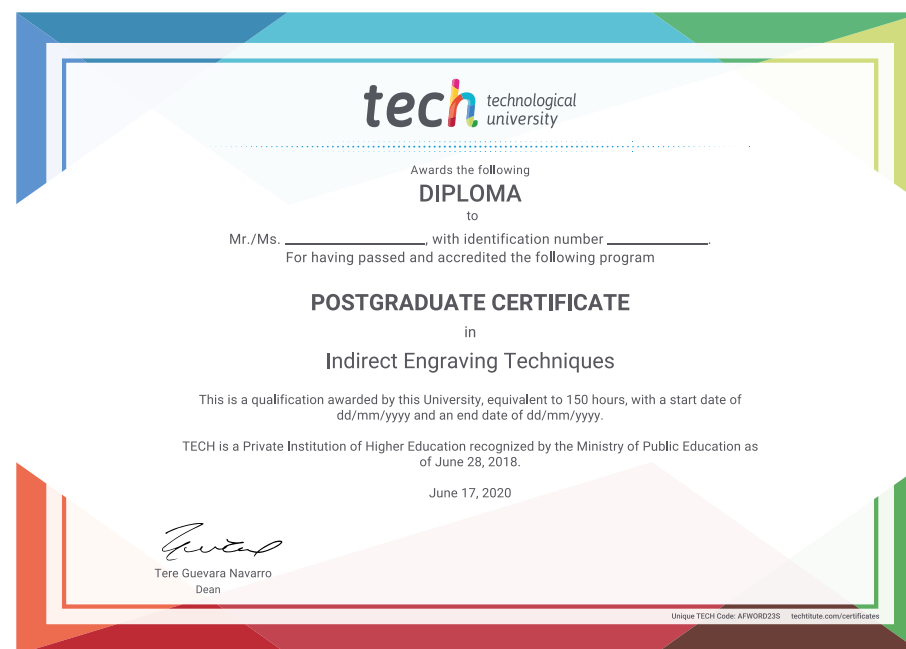 tech technological
university
Awards the following
DIPLOMA
to
Mr./Ms. ____________________, with identification number ______________.
For having passed and accredited the following program
POSTGRADUATE CERTIFICATE
in
Indirect Engraving Techniques
This is a qualification awarded by this University, equivalent to 150 hours, with a start date of
dd/mm/yyyy and an end date of dd/mm/yyyy.
TECH is a Private Institution of Higher Education recognized by the Ministry of Public Education as
of June 28, 2018.
June 17, 2020
Tere Guevara Navarro
Dean
Unique TECH Code: AFWORD23S techtitute.com/certificates